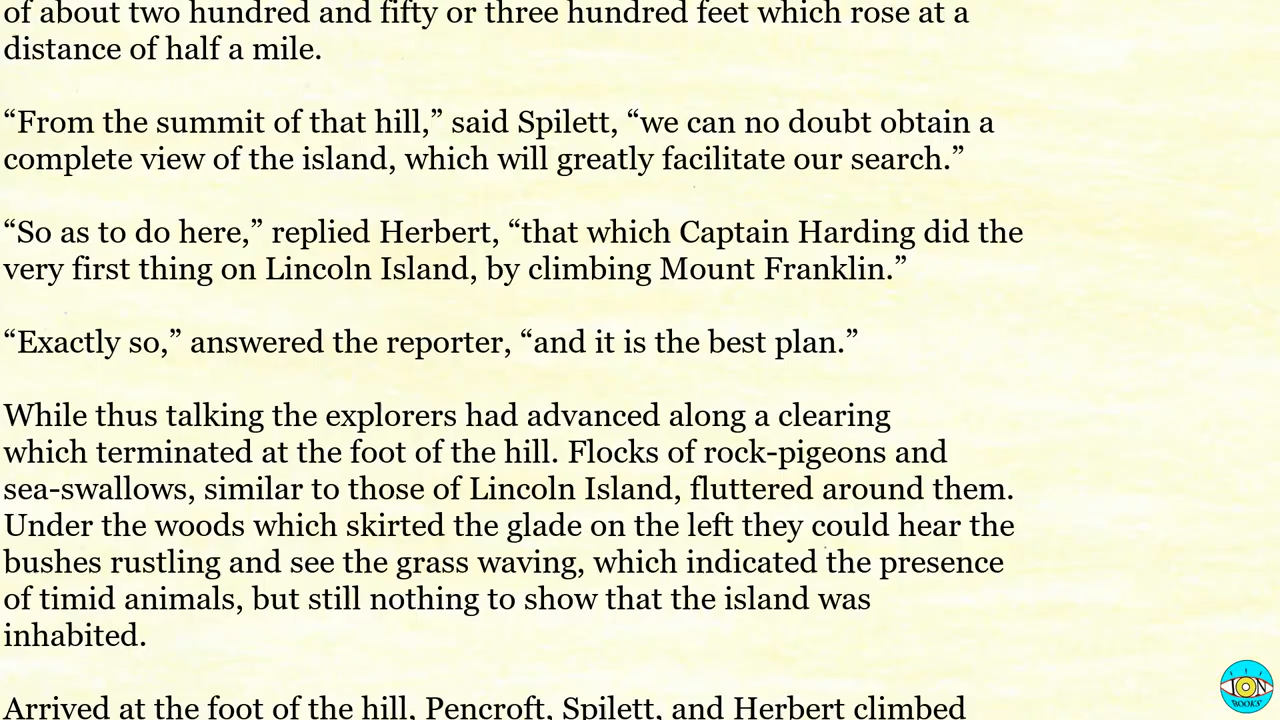 of about two hundred and fifty or three hundred feet which rose at a
distance of half a mile.
“From the summit of that hill,” said Spilett, “we can no doubt obtain a
complete view of the island, which will greatly facilitate our search.”
“So as to do here,” replied Herbert, “that which Captain Harding did the
very first thing on Lincoln Island, by climbing Mount Franklin.”
“Exactly so,” answered the reporter, “and it is the best plan.”
While thus talking the explorers had advanced along a clearing
which terminated at the foot of the hill. Flocks of rock-pigeons and
sea-swallows, similar to those of Lincoln Island, fluttered around them.
Under the woods which skirted the glade on the left they could hear the
bushes rustling and see the grass waving, which indicated the presence
of timid animals, but still nothing to show that the island was
inhabited.
Arrived at the foot of the hill, Pencroft, Spilett, and Herbert climbed
ION
BOOKS